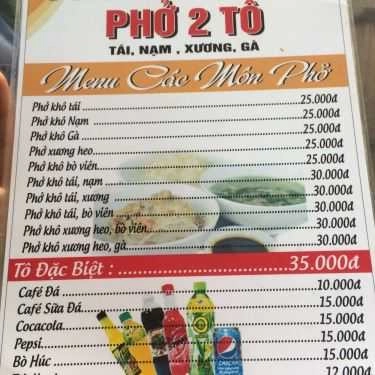 PHỞ 2 TÔ
TÁI, NẠM , XƯƠNG, GÀ
Menu Các Món Phở
Phở khô tái 25.000đ
Phở khô Nạm 25.000đ
Phở khô Gà 25.000đ
Phở xương heo 25.000đ
Phở khô bò viên 25.000đ
Phở khô tái, nạm 30.000đ
Phở khô tái, xương 30.000đ
Phở khô tái, bò viên 30.000đ
Phở khô xương heo, bò viên 30.000đ
Phở khô xương heo, gà 30.000đ
Tô Đặc Biệt : 35.000đ
Café Đá 10.000đ
Café Sữa Đá 15.000đ
Cocacola 15.000đ
Pepsi 15.000đ
Bò Húc 15.000đ
12.000đ